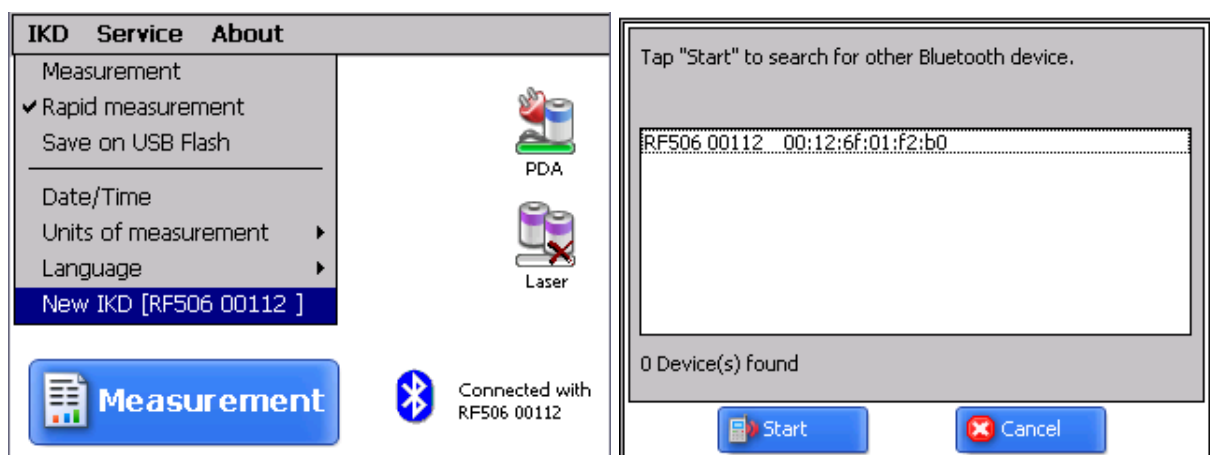 IKD Service About
Measurement
Rapid measurement
Save on USB Flash
Date/Time
Units of measurement
Language
New IKD [RF506 00112 ]
PDA
Laser
Measurement
Connected with
RF506 00112
Tap "Start" to search for other Bluetooth device.
RF506 00112 00:12:6f:01:f2:b0
0 Device(s) found
Start Cancel